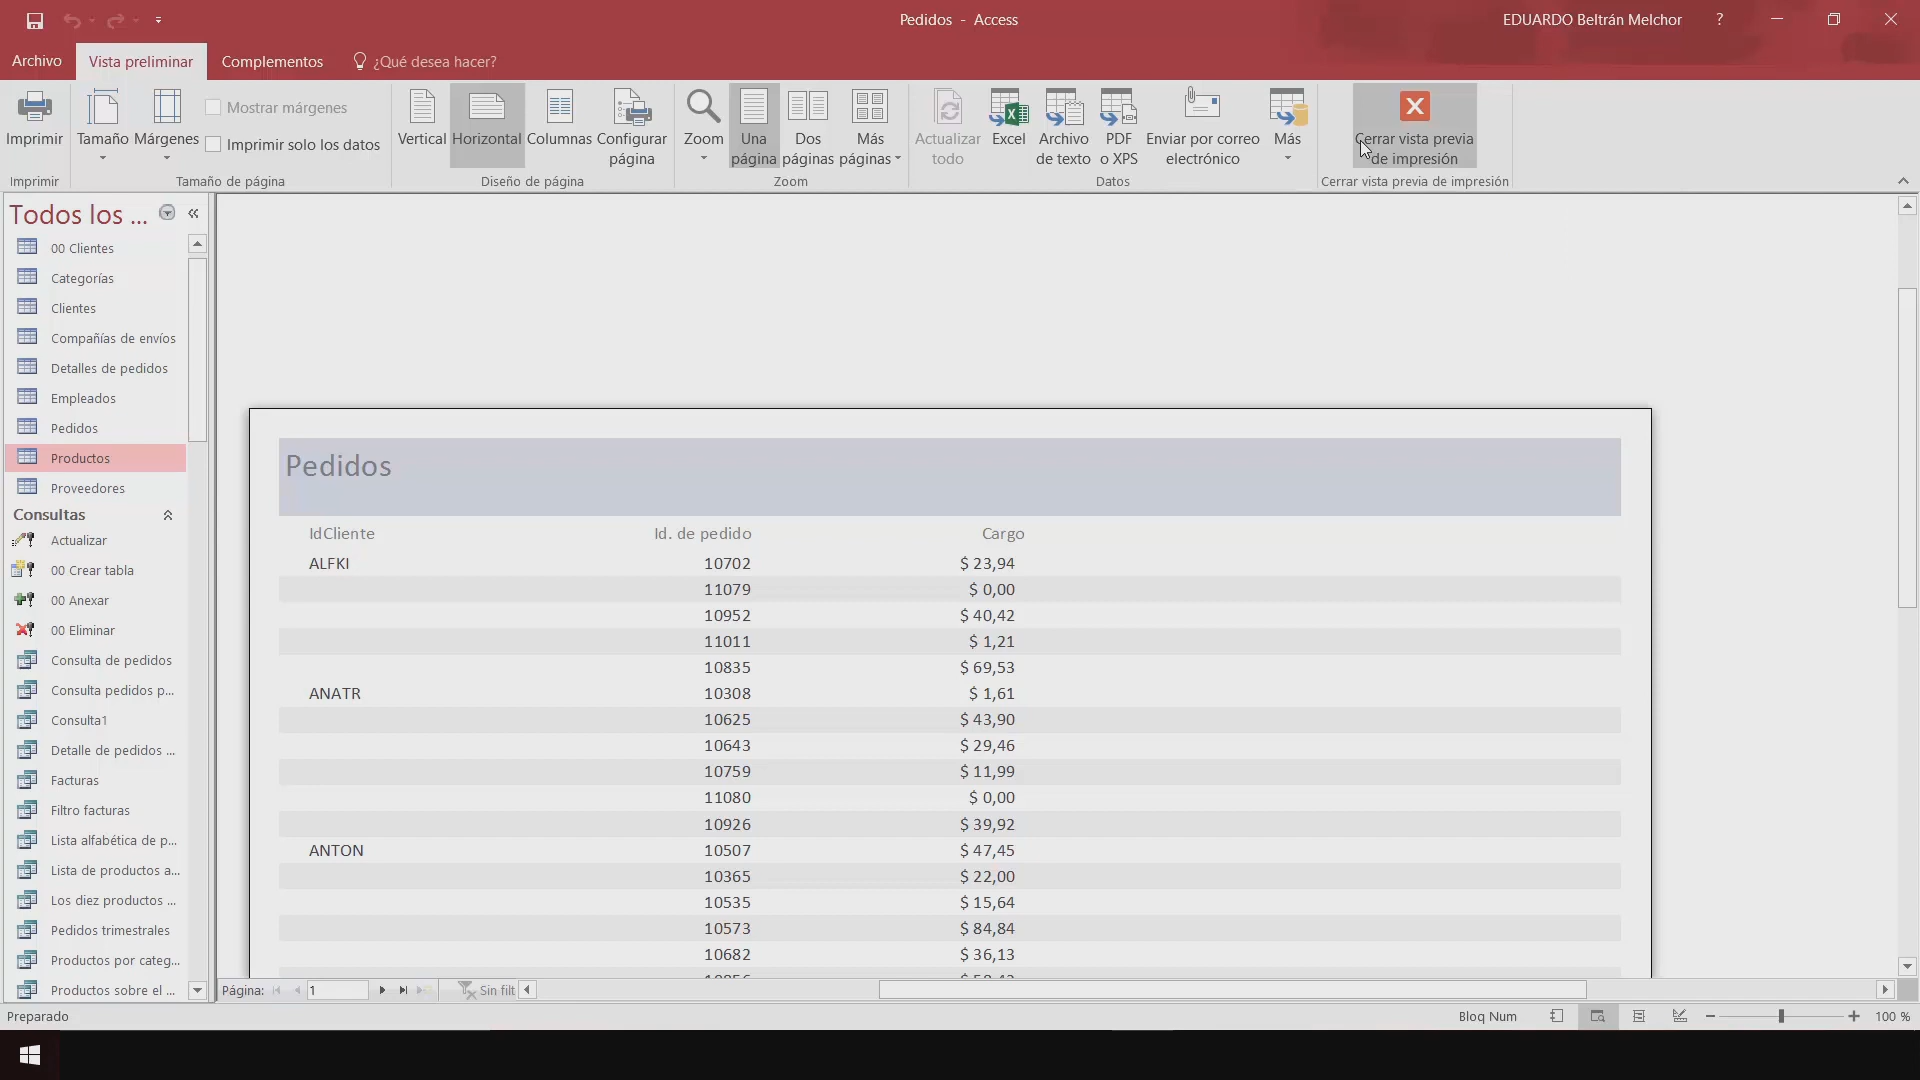 Pedidos - Access
EDUARDO Beltrán Melchor
?
Archivo
Vista preliminar
Complementos
¿Qué desea hacer?
Imprimir
Tamaño
Márgenes
Mostrar márgenes
Imprimir solo los datos
Vertical
Horizontal
Columnas
Configurar
página
Zoom
Una
página
Dos
páginas
Más
páginas
Actualizar
todo
Excel
Archivo
de texto
PDF
o XPS
Enviar por correo
electrónico
Más
Cerrar vista previa
de impresión
Imprimir
Tamaño de página
Diseño de página
Zoom
Datos
Cerrar vista previa de impresión
Todos los ...
00 Clientes
Categorías
Clientes
Compañías de envíos
Detalles de pedidos
Empleados
Pedidos
Productos
Proveedores
Consultas
Actualizar
00 Crear tabla
00 Anexar
00 Eliminar
Consulta de pedidos
Consulta pedidos p...
Consulta1
Detalle de pedidos ...
Facturas
Filtro facturas
Lista alfabética de p...
Lista de productos a...
Los diez productos ...
Pedidos trimestrales
Productos por categ...
Productos sobre el ...
Pedidos
IdCliente Id. de pedido Cargo
ALFKI 10702 $ 23,94
11079 $ 0,00
10952 $ 40,42
11011 $ 1,21
10835 $ 69,53
ANATR 10308 $ 1,61
10625 $ 43,90
10643 $ 29,46
10759 $ 11,99
11080 $ 0,00
10926 $ 39,92
ANTON 10507 $ 47,45
10365 $ 22,00
10535 $ 15,64
10573 $ 84,84
10682 $ 36,13
Página: 1
Sin filt
Preparado
Bloq Num
100 %